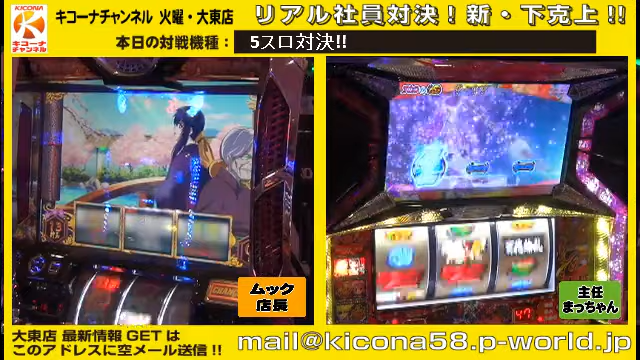 KICONA
キコーナ
チャンネル
キコーナチャンネル 火曜・大東店
リアル社員対決!新・下克上!!
本日の対戦機種:
5スロ対決!!
ムック
店長
主任
まっちゃん
47
大東店 最新情報GETは
このアドレスに空メール送信!!
mail@kicona58.p-world.jp